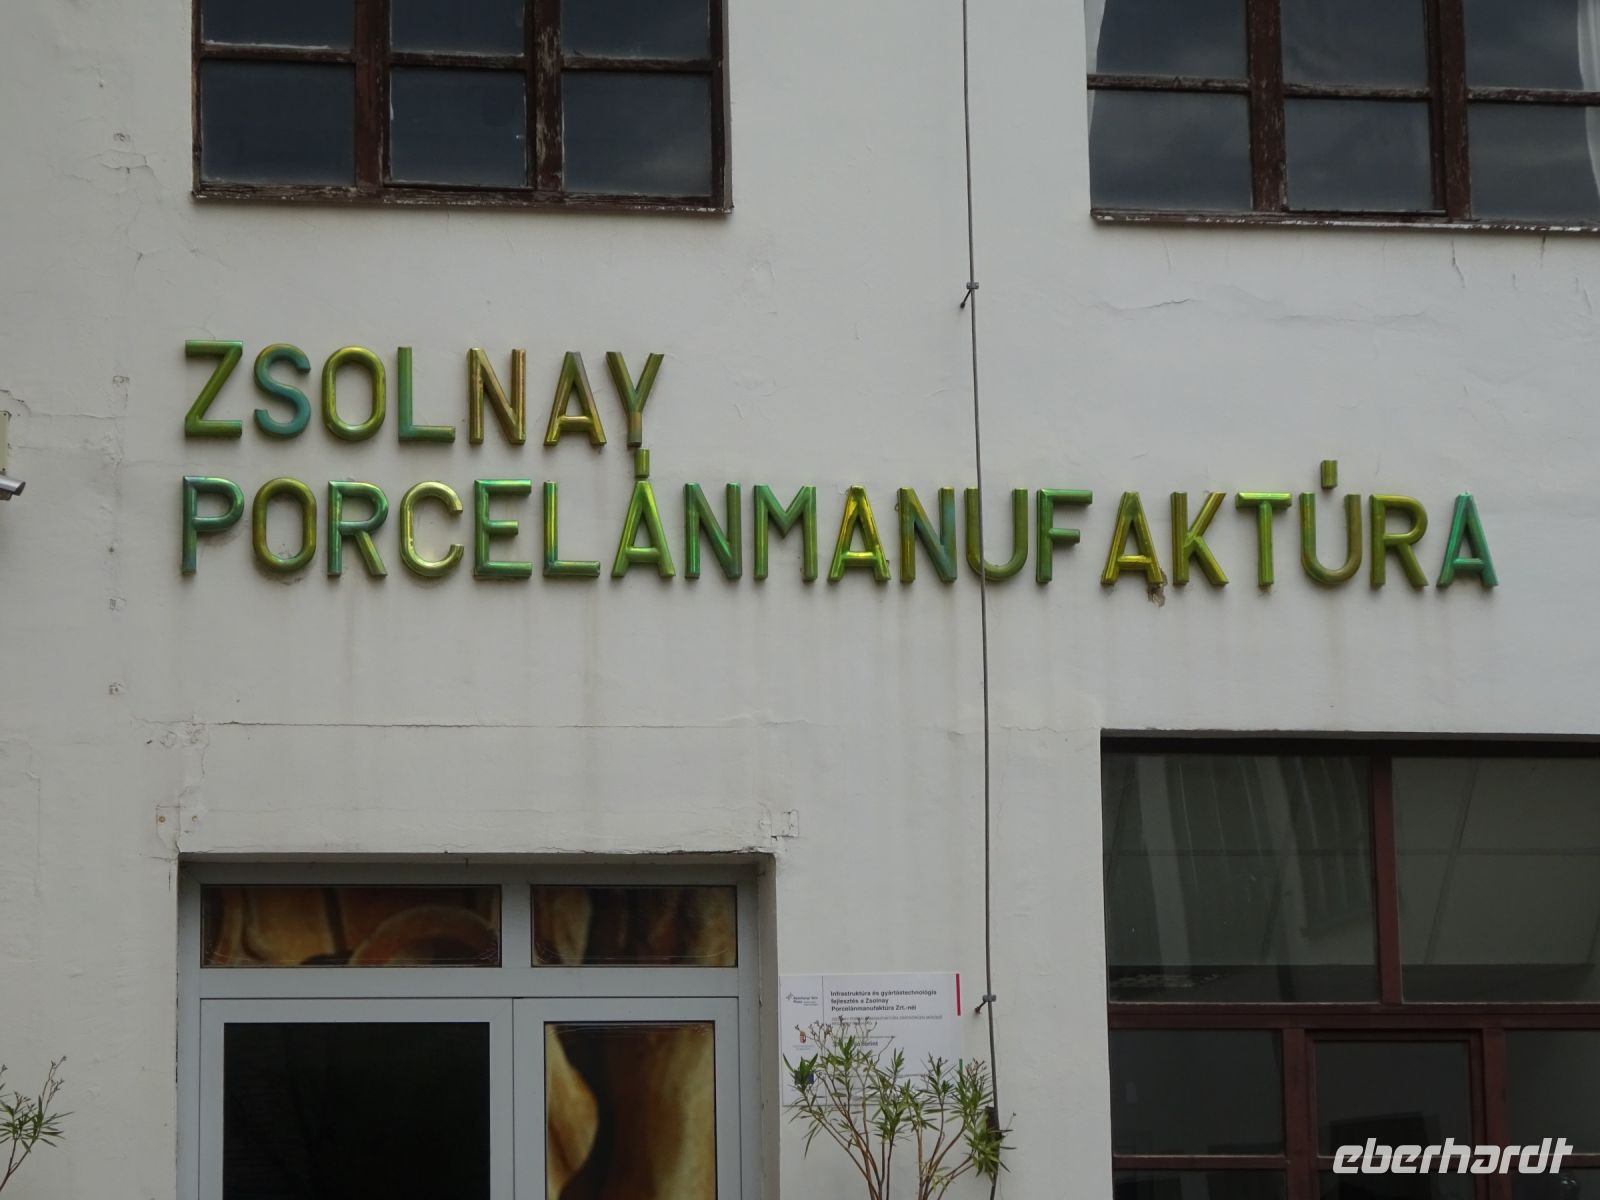 ZSOLNAY
PORCELÁNMANUFAKTÚRA
Infrastruktúra és gyártástechnológia
fejlesztés a Zsolnay
Porcelánmanufaktúra Zrt.-nél
eberhardt